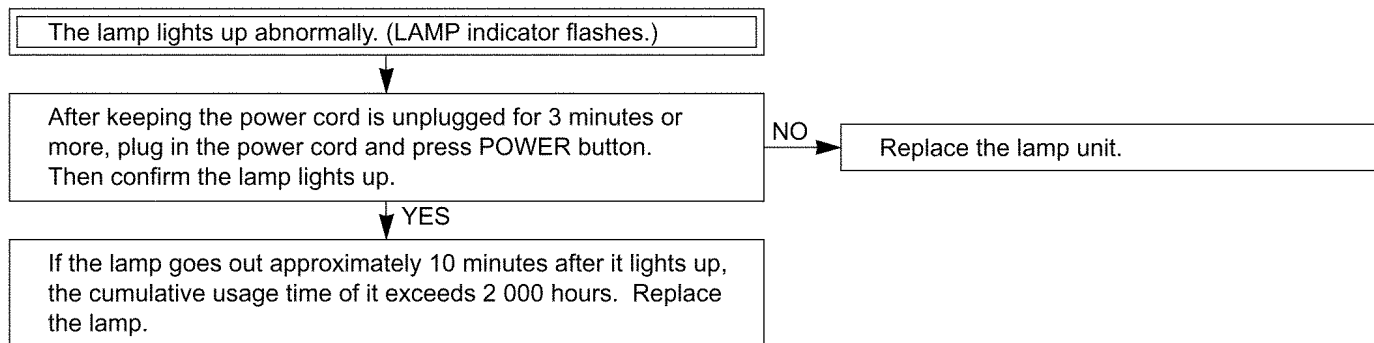 The lamp lights up abnormally. (LAMP indicator flashes.)
After keeping the power cord is unplugged for 3 minutes or
more, plug in the power cord and press POWER button.
Then confirm the lamp lights up.
NO
Replace the lamp unit.
YES
If the lamp goes out approximately 10 minutes after it lights up,
the cumulative usage time of it exceeds 2 000 hours. Replace
the lamp.